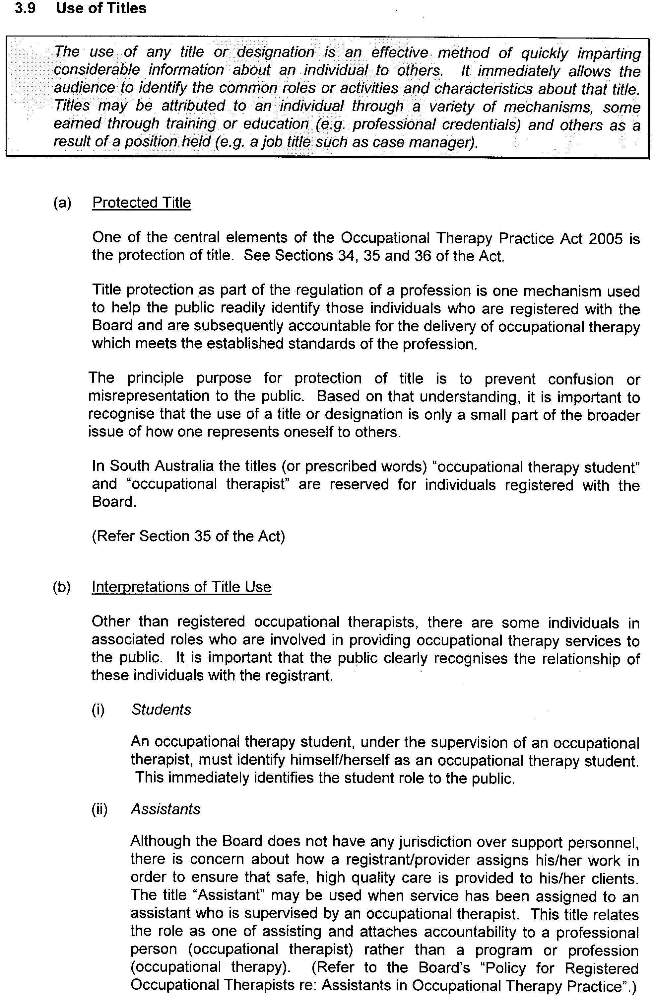 3.9 Use of Titles
The use of any title or designation is an effective method of quickly imparting
considerable information about an individual to others. It immediately allows the
audience to identify the common roles or activities and characteristics about that title.
Titles may be attributed to an individual through a variety of mechanisms, some
earned through training or education (e.g. professional credentials) and others as a
result of a position held (e.g. a job title such as case manager).
(a) Protected Title
One of the central elements of the Occupational Therapy Practice Act 2005 is
the protection of title. See Sections 34, 35 and 36 of the Act.
Title protection as part of the regulation of a profession is one mechanism used
to help the public readily identify those individuals who are registered with the
Board and are subsequently accountable for the delivery of occupational therapy
which meets the established standards of the profession.
The principle purpose for protection of title is to prevent confusion or
misrepresentation to the public. Based on that understanding, it is important to
recognise that the use of a title or designation is only a small part of the broader
issue of how one represents oneself to others.
In South Australia the titles (or prescribed words) “occupational therapy student”
and “occupational therapist” are reserved for individuals registered with the
Board.
(Refer Section 35 of the Act)
(b) Interpretations of Title Use
Other than registered occupational therapists, there are some individuals in
associated roles who are involved in providing occupational therapy services to
the public. It is important that the public clearly recognises the relationship of
these individuals with the registrant.
(i) Students
An occupational therapy student, under the supervision of an occupational
therapist, must identify himself/herself as an occupational therapy student.
This immediately identifies the student role to the public.
(ii) Assistants
Although the Board does not have any jurisdiction over support personnel,
there is concern about how a registrant/provider assigns his/her work in
order to ensure that safe, high quality care is provided to his/her clients.
The title “Assistant” may be used when service has been assigned to an
assistant who is supervised by an occupational therapist. This title relates
the role as one of assisting and attaches accountability to a professional
person (occupational therapist) rather than a program or profession
(occupational therapy). (Refer to the Board’s “Policy for Registered
Occupational Therapists re: Assistants in Occupational Therapy Practice”.)